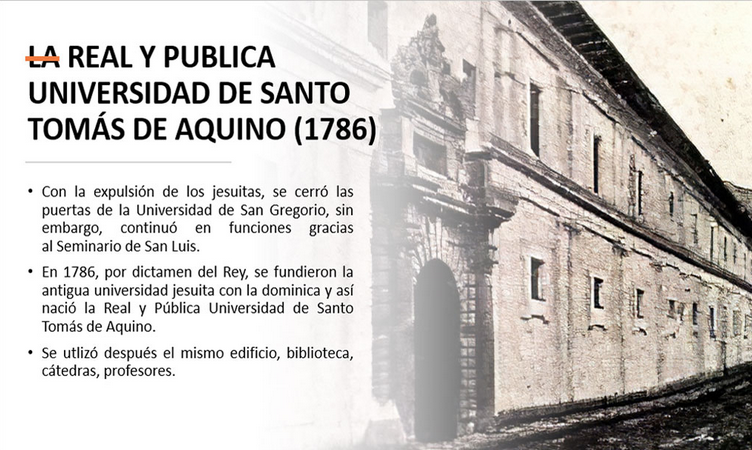 LA REAL Y PUBLICA
UNIVERSIDAD DE SANTO
TOMÁS DE AQUINO (1786)
• Con la expulsión de los jesuitas, se cerró las
puertas de la Universidad de San Gregorio, sin
embargo, continuó en funciones gracias
al Seminario de San Luis.
• En 1786, por dictamen del Rey, se fundieron la
antigua universidad jesuita con la dominica y así
nació la Real y Pública Universidad de Santo
Tomás de Aquino.
• Se utlizó después el mismo edificio, biblioteca,
cátedras, profesores.